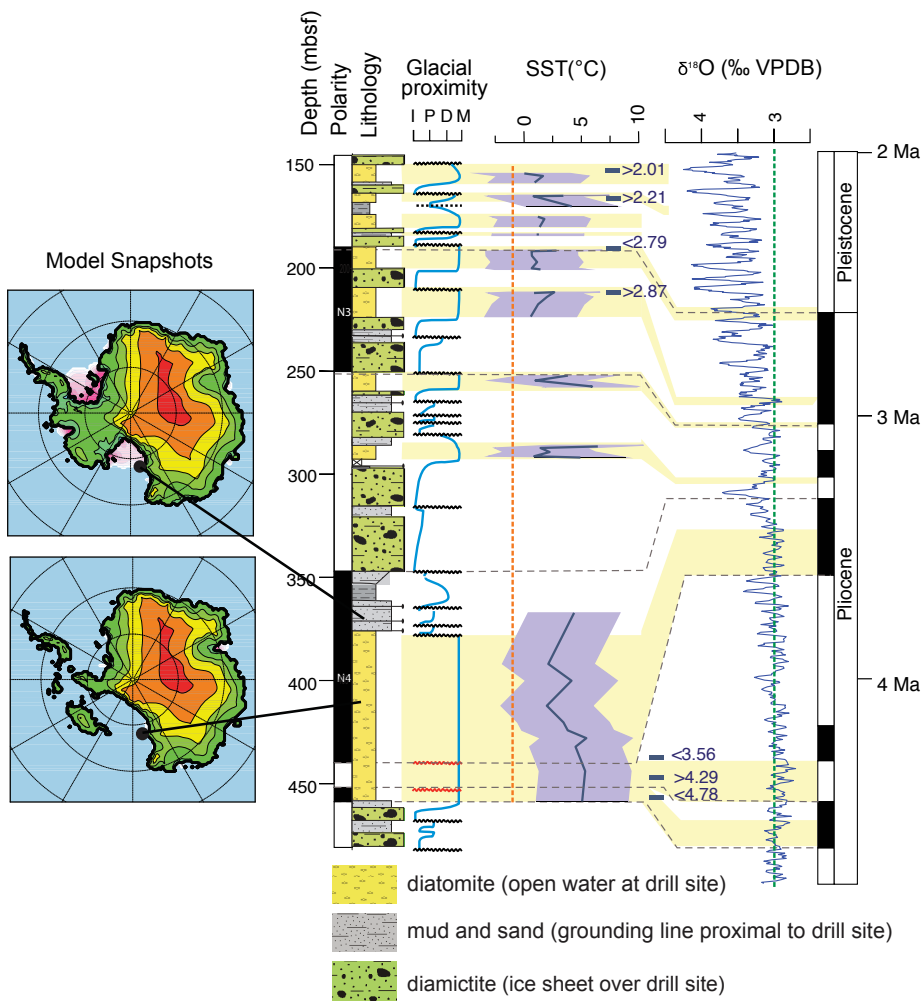 Depth (mbsf)
Polarity
Lithology
Glacial
proximity
I P D M
SST(°C)
0 5 10
δ¹⁸O (‰ VPDB)
4 3
2 Ma
3 Ma
4 Ma
Pleistocene
Pliocene
150
200
250
300
350
400
450
N3
N4
>2.01
>2.21
<2.79
>2.87
<3.56
>4.29
<4.78
Model Snapshots
diatomite (open water at drill site)
mud and sand (grounding line proximal to drill site)
diamictite (ice sheet over drill site)